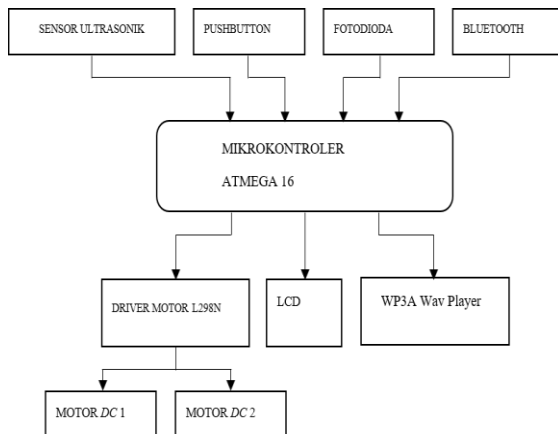 SENSOR ULTRASONIK
PUSHBUTTON
FOTODIODA
BLUETOOTH
MIKROKONTROLER
ATMEGA 16
DRIVER MOTOR L298N
LCD
WP3A Wav Player
MOTOR DC 1
MOTOR DC 2